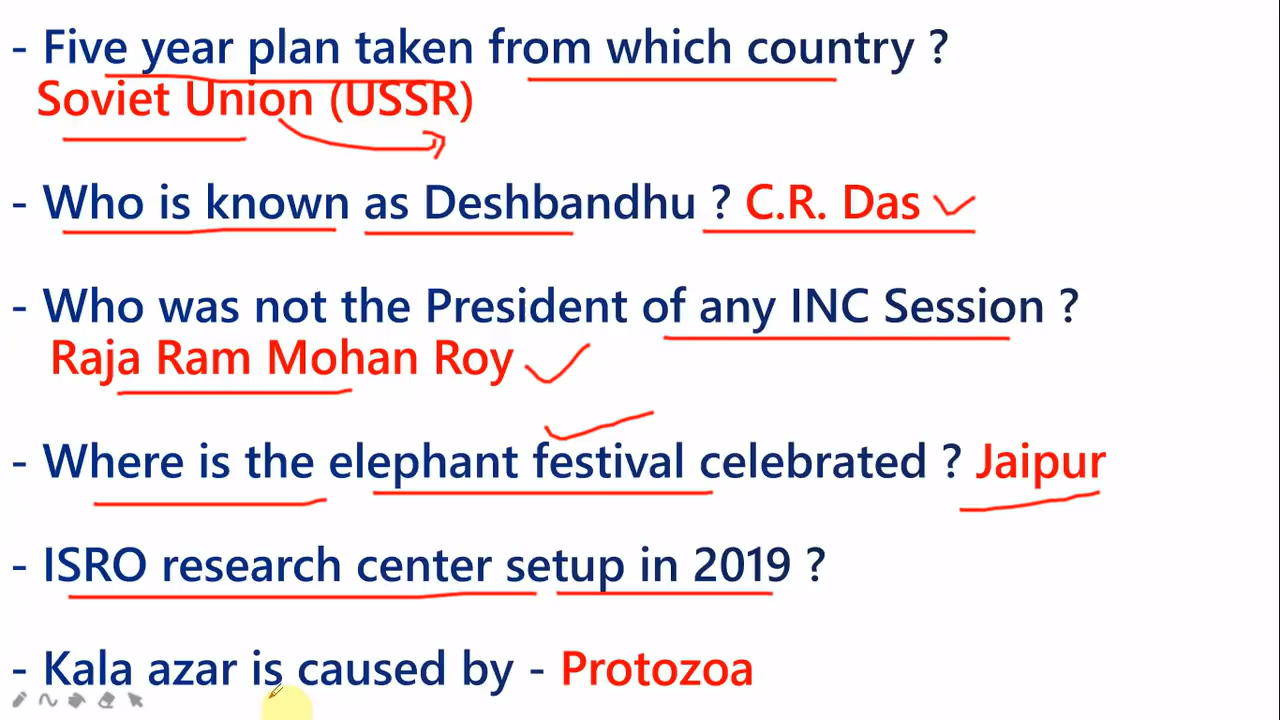 - Five year plan taken from which country ?
Soviet Union (USSR)
- Who is known as Deshbandhu ? C.R. Das
- Who was not the President of any INC Session ?
Raja Ram Mohan Roy
- Where is the elephant festival celebrated ? Jaipur
- ISRO research center setup in 2019 ?
- Kala azar is caused by - Protozoa